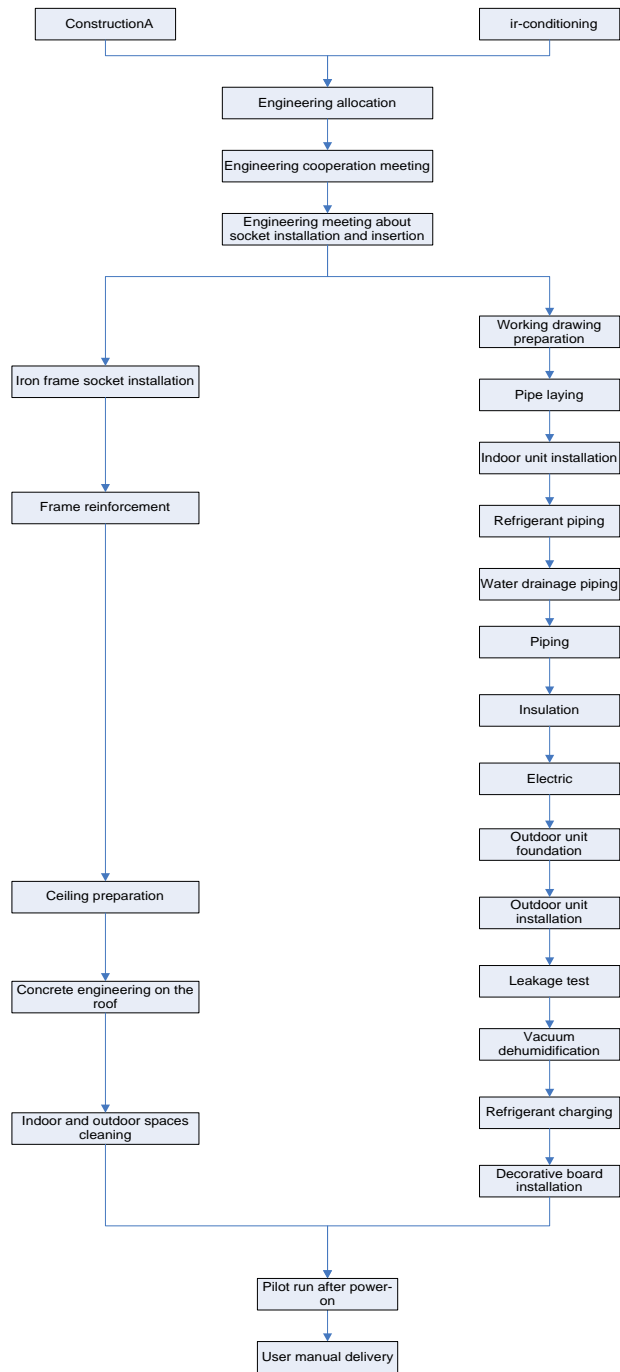 ConstructionA
ir-conditioning
Engineering allocation
Engineering cooperation meeting
Engineering meeting about
socket installation and insertion
Iron frame socket installation
Frame reinforcement
Ceiling preparation
Concrete engineering on the
roof
Indoor and outdoor spaces
cleaning
Working drawing
preparation
Pipe laying
Indoor unit installation
Refrigerant piping
Water drainage piping
Piping
Insulation
Electric
Outdoor unit
foundation
Outdoor unit
installation
Leakage test
Vacuum
dehumidification
Refrigerant charging
Decorative board
installation
Pilot run after power-
on
User manual delivery